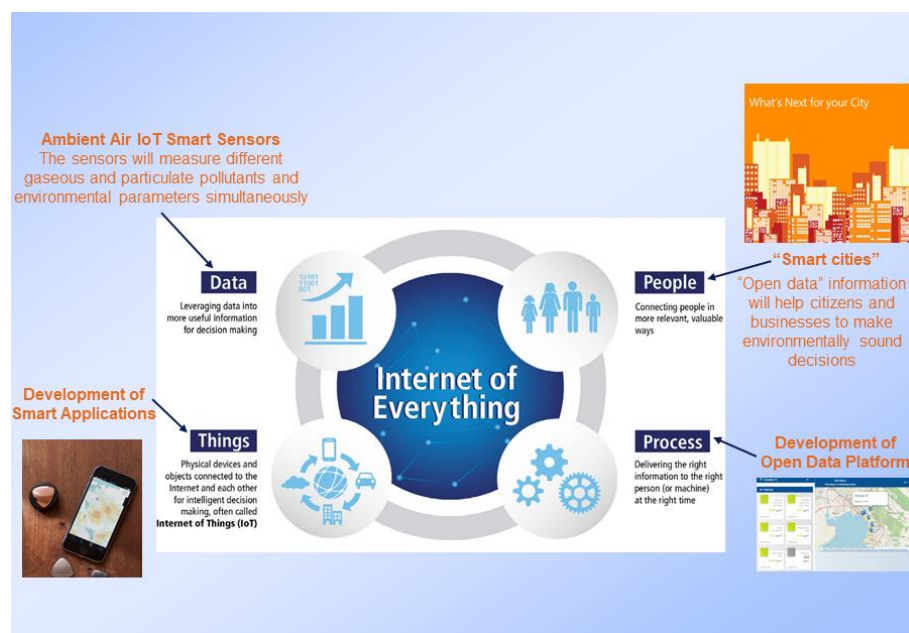 What's Next for your City
Ambient Air IoT Smart Sensors
The sensors will measure different
gaseous and particulate pollutants and
environmental parameters simultaneously
"Smart cities"
"Open data" information
will help citizens and
businesses to make
environmentally sound
decisions
10101
11001
001
Data
Leveraging data into
more useful information
for decision making
People
Connecting people in
more relevant, valuable
ways
Internet of
Everything
Development of
Smart Applications
Things
Physical devices and
objects connected to the
Internet and each other
for intelligent decision
making, often called
Internet of Things (IoT)
Process
Delivering the right
information to the right
person (or machine)
at the right time
Development of
Open Data Platform